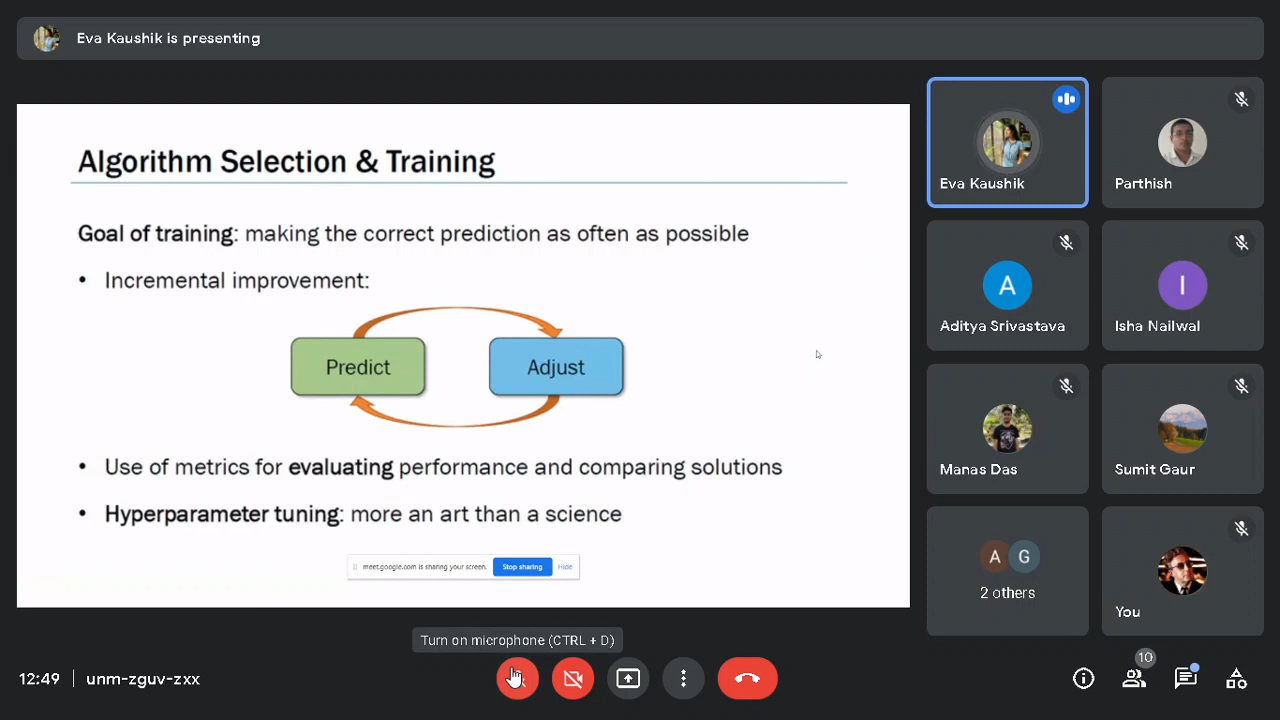 Eva Kaushik is presenting
Algorithm Selection & Training
Goal of training: making the correct prediction as often as possible
• Incremental improvement:
Predict
Adjust
• Use of metrics for evaluating performance and comparing solutions
• Hyperparameter tuning: more an art than a science
meet.google.com is sharing your screen.
Stop sharing
Hide
Eva Kaushik
Parthish
A
Aditya Srivastava
I
Isha Nailwal
Manas Das
Sumit Gaur
A
G
2 others
You
Turn on microphone (CTRL + D)
12:49
unm-zguv-zxx
10